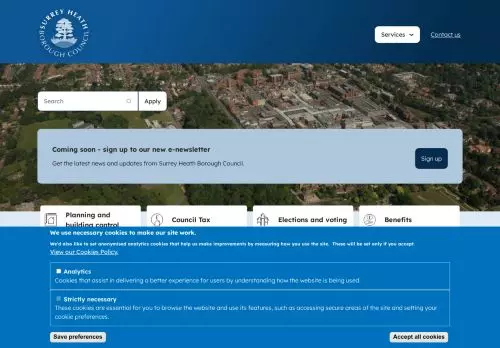 SURREY HEATH
BOROUGH COUNCIL
Services
Contact us
Search
Apply
Coming soon - sign up to our new e-newsletter
Get the latest news and updates from Surrey Heath Borough Council.
Sign up
Planning and
building control
Council Tax
Elections and voting
Benefits
We use necessary cookies to make our site work.
We'd also like to set anonymised analytics cookies that help us make improvements by measuring how you use the site. These will be set only if you accept.
View our Cookies Policy.
Analytics
Cookies that assist in delivering a better experience for users by understanding how the website is being used.
Strictly necessary
These cookies are essential for you to browse the website and use its features, such as accessing secure areas of the site and setting your
cookie preferences.
Save preferences
Accept all cookies